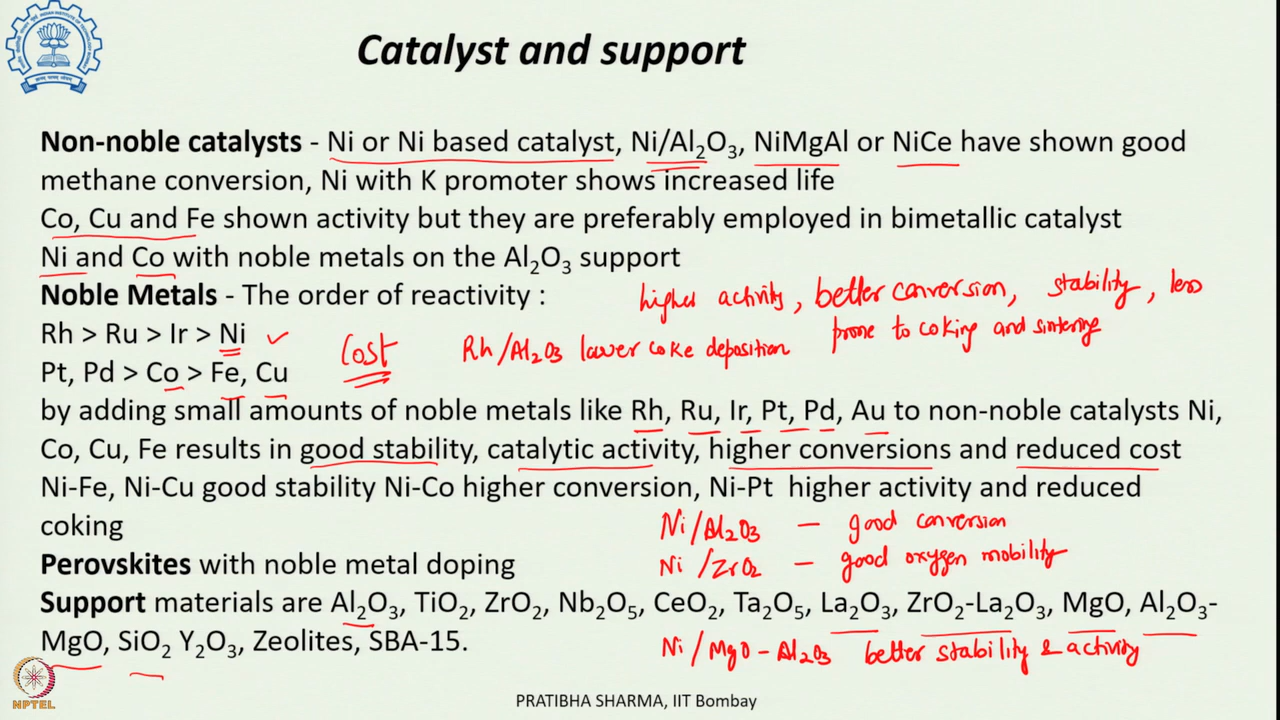 Catalyst and support
Non-noble catalysts - Ni or Ni based catalyst, Ni/Al₂O₃, NiMgAl or NiCe have shown good
methane conversion, Ni with K promoter shows increased life
Co, Cu and Fe shown activity but they are preferably employed in bimetallic catalyst
Ni and Co with noble metals on the Al₂O₃ support
Noble Metals - The order of reactivity :
higher activity, better conversion, stability, less
prone to coking and sintering
Rh > Ru > Ir > Ni ✓
Cost
Rh/Al₂O₃ lower coke deposition
Pt, Pd > Co > Fe, Cu
by adding small amounts of noble metals like Rh, Ru, Ir, Pt, Pd, Au to non-noble catalysts Ni,
Co, Cu, Fe results in good stability, catalytic activity, higher conversions and reduced cost
Ni-Fe, Ni-Cu good stability Ni-Co higher conversion, Ni-Pt higher activity and reduced
coking
Ni/Al₂O₃ — good conversion
Perovskites with noble metal doping
Ni/ZrO₂ — good oxygen mobility
Support materials are Al₂O₃, TiO₂, ZrO₂, Nb₂O₅, CeO₂, Ta₂O₅, La₂O₃, ZrO₂-La₂O₃, MgO, Al₂O₃-
MgO, SiO₂ Y₂O₃, Zeolites, SBA-15.
Ni/MgO-Al₂O₃ better stability & activity
NPTEL
PRATIBHA SHARMA, IIT Bombay